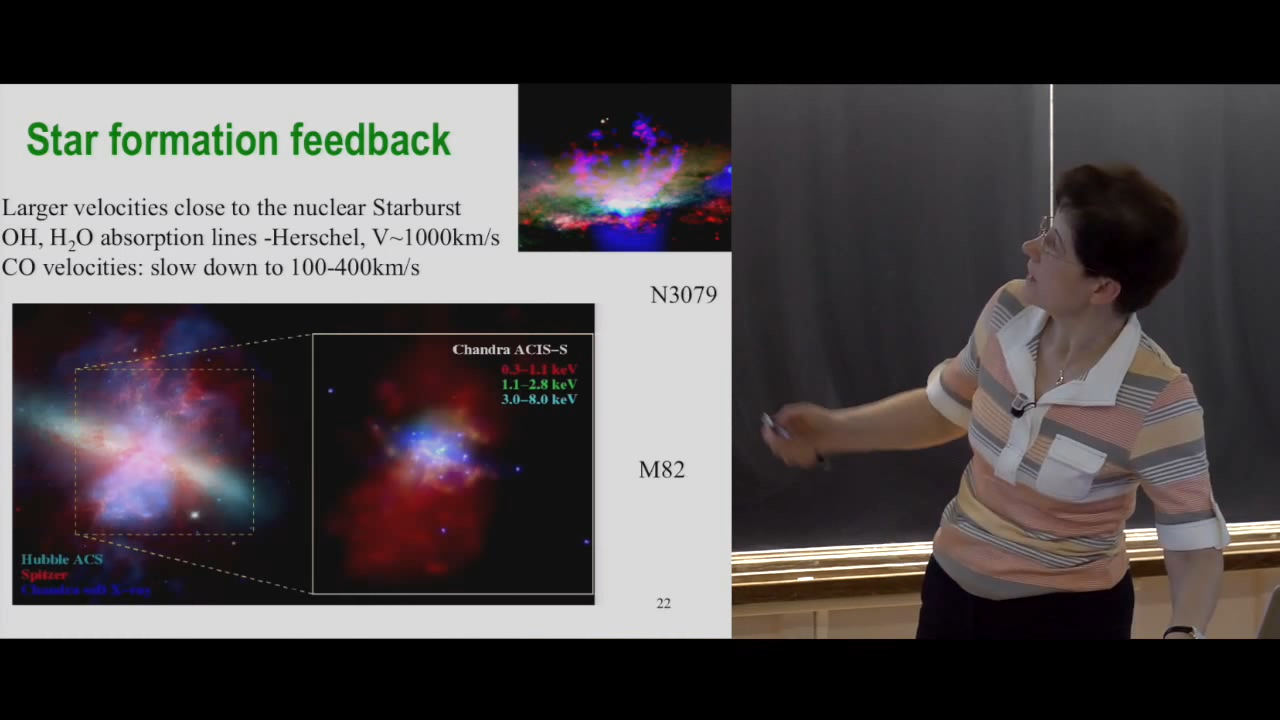 Star formation feedback
Larger velocities close to the nuclear Starburst
OH, H₂O absorption lines -Herschel, V~1000km/s
CO velocities: slow down to 100-400km/s
N3079
Chandra ACIS-S
0.3-1.1 keV
1.1-2.8 keV
3.0-8.0 keV
M82
Hubble ACS
Spitzer
Chandra
22